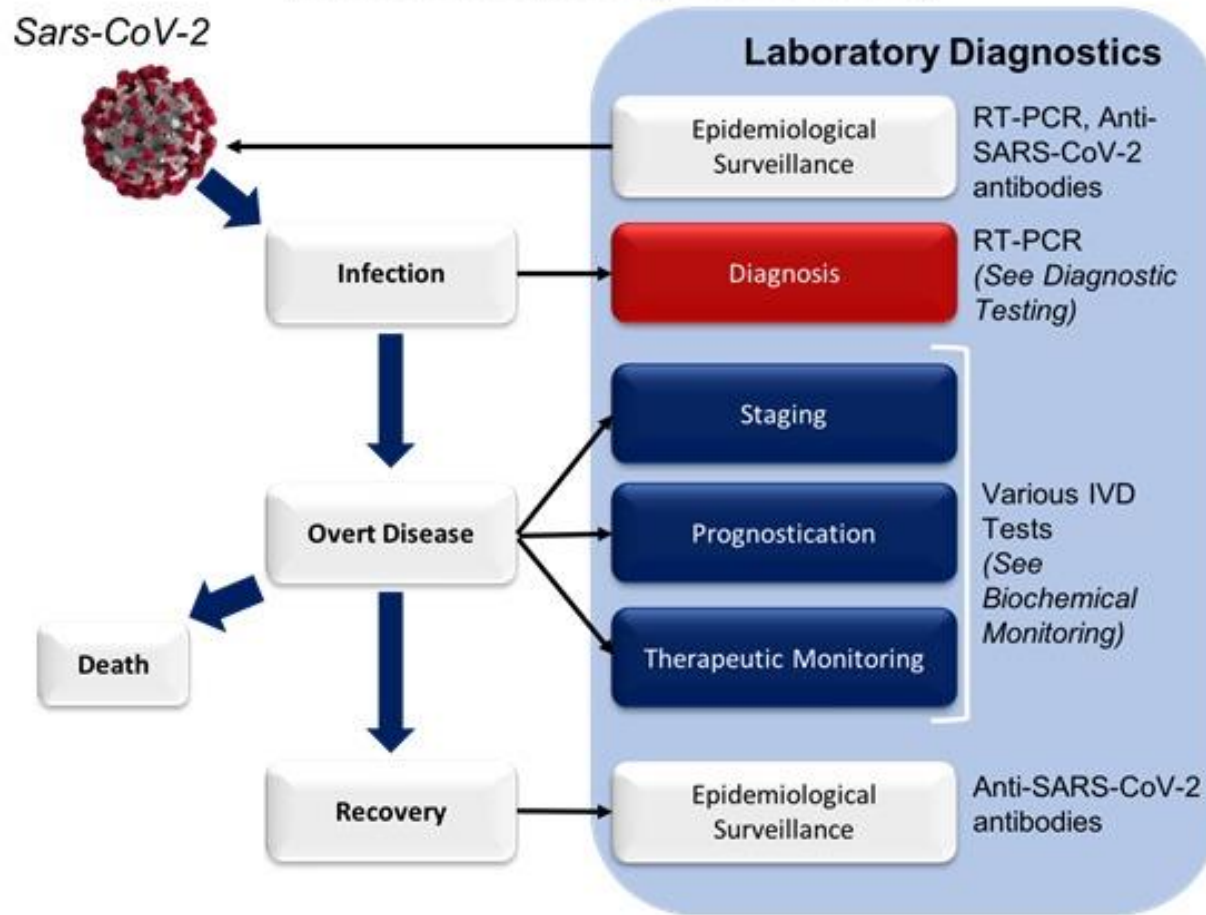 Sars-CoV-2
Laboratory Diagnostics
Epidemiological
Surveillance
RT-PCR, Anti-
SARS-CoV-2
antibodies
Infection
Diagnosis
RT-PCR
(See Diagnostic
Testing)
Staging
Overt Disease
Prognostication
Various IVD
Tests
(See
Biochemical
Monitoring)
Death
Therapeutic Monitoring
Recovery
Epidemiological
Surveillance
Anti-SARS-CoV-2
antibodies